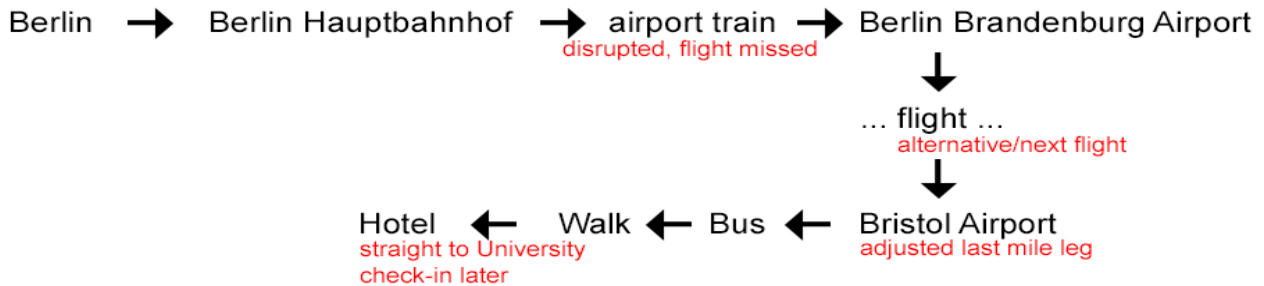 Berlin Berlin Hauptbahnhof airport train Berlin Brandenburg Airport
disrupted, flight missed
... flight ...
alternative/next flight
Hotel Walk Bus Bristol Airport
straight to University adjusted last mile leg
check-in later